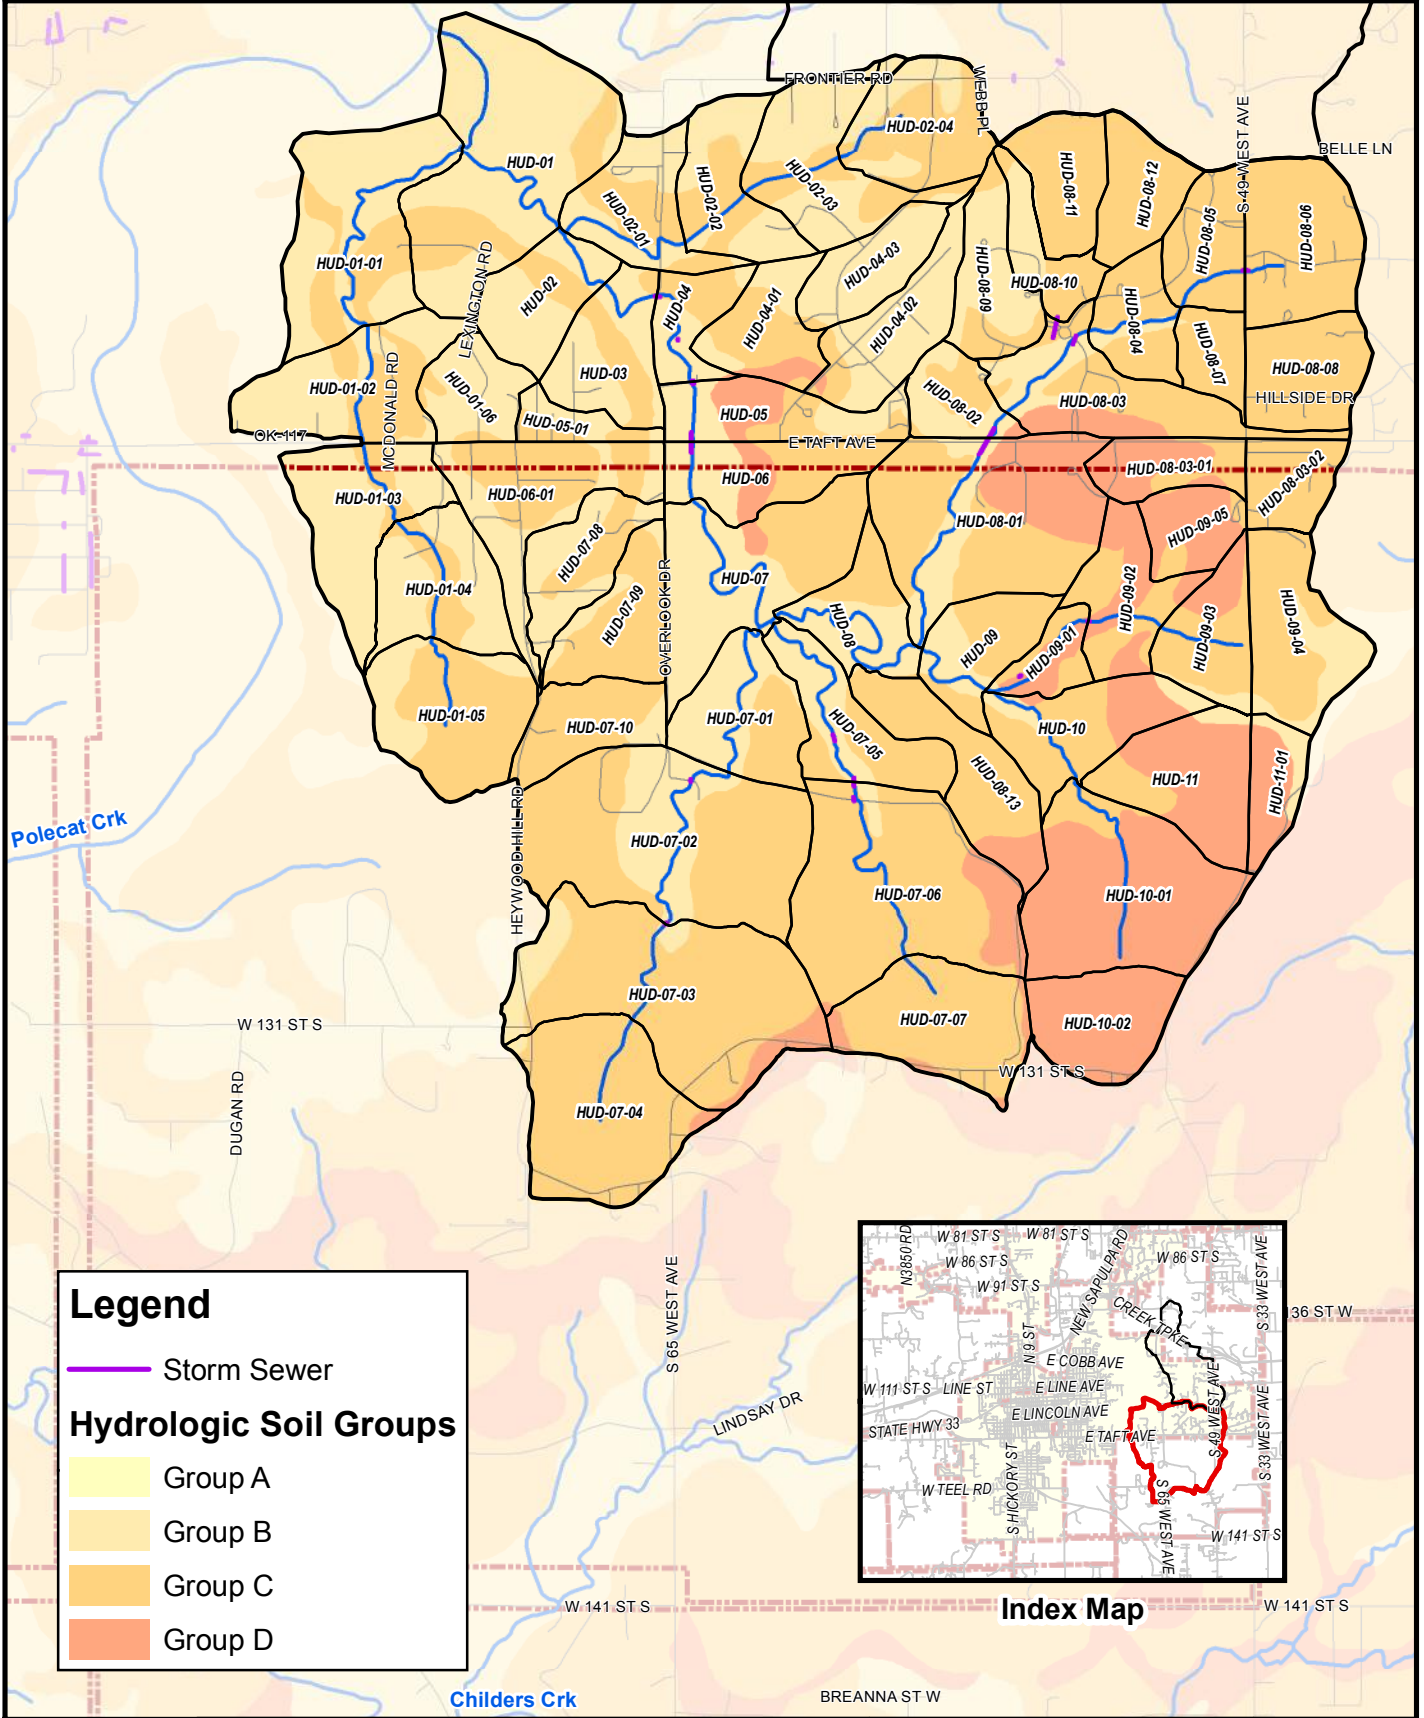 FRONTIER RD
WEBB PL
HUD-02-04
S 49 WEST AVE
BELLE LN
HUD-01
HUD-02-01
HUD-02-02
HUD-02-03
HUD-08-11
HUD-08-12
HUD-08-05
HUD-08-06
HUD-01-01
LEXINGTON RD
HUD-02
HUD-04
HUD-04-01
HUD-04-03
HUD-04-02
HUD-08-09
HUD-08-10
HUD-08-04
HUD-08-07
HUD-08-08
HUD-01-02
MCDONALD RD
HUD-01-06
HUD-03
HUD-05-01
HUD-05
HUD-08-02
HUD-08-03
HILLSIDE DR
OK-117
E TAFT AVE
HUD-01-03
HUD-06-01
HUD-06
HUD-08-03-01
HUD-08-03-02
HUD-08-01
HUD-09-05
HUD-07-08
HUD-01-04
HUD-07-09
OVERLOOK DR
HUD-07
HUD-08
HUD-09
HUD-09-01
HUD-09-02
HUD-09-03
HUD-09-04
HUD-01-05
HUD-07-10
HUD-07-01
HUD-07-05
HUD-08-13
HUD-10
HUD-11
HUD-11-01
Polecat Crk
HEYWOOD HILL RD
HUD-07-02
HUD-07-06
HUD-10-01
HUD-07-03
HUD-07-07
HUD-10-02
W 131 ST S
W 131 ST S
DUGAN RD
HUD-07-04
S 65 WEST AVE
LINDSAY DR
136 ST W
Legend
Storm Sewer
Hydrologic Soil Groups
Group A
Group B
Group C
Group D
N3850 RD
W 81 ST S
W 81 ST S
W 86 ST S
W 86 ST S
W 91 ST S
NEW SAPULPA RD
CREEK TPKE
S 33 WEST AVE
N 9 ST
E COBB AVE
W 111 ST S
LINE ST
E LINE AVE
S 49 WEST AVE
S 33 WEST AVE
STATE HWY 33
E LINCOLN AVE
E TAFT AVE
S HICKORY ST
W TEEL RD
S 65 WEST AVE
W 141 ST S
Index Map
W 141 ST S
W 141 ST S
Childers Crk
BREANNA ST W